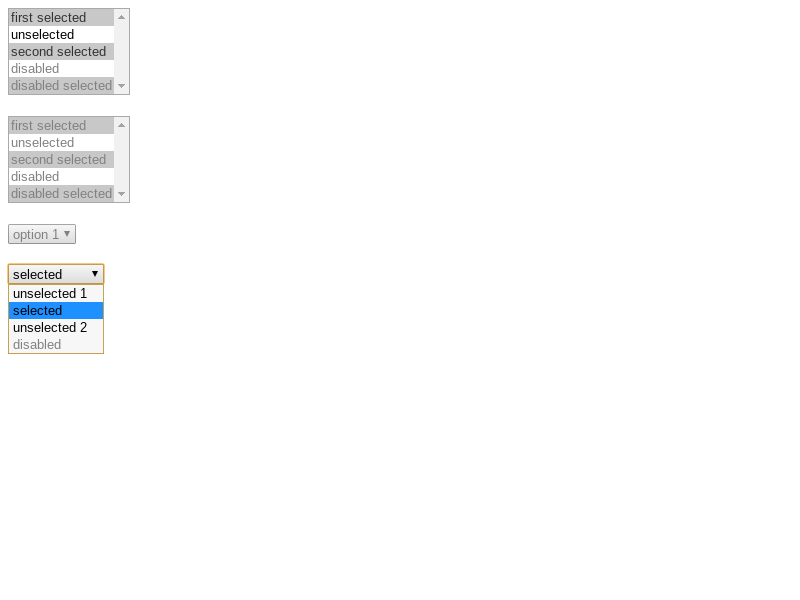 first selected
unselected
second selected
disabled
disabled selected
first selected
unselected
second selected
disabled
disabled selected
option 1
selected
unselected 1
selected
unselected 2
disabled